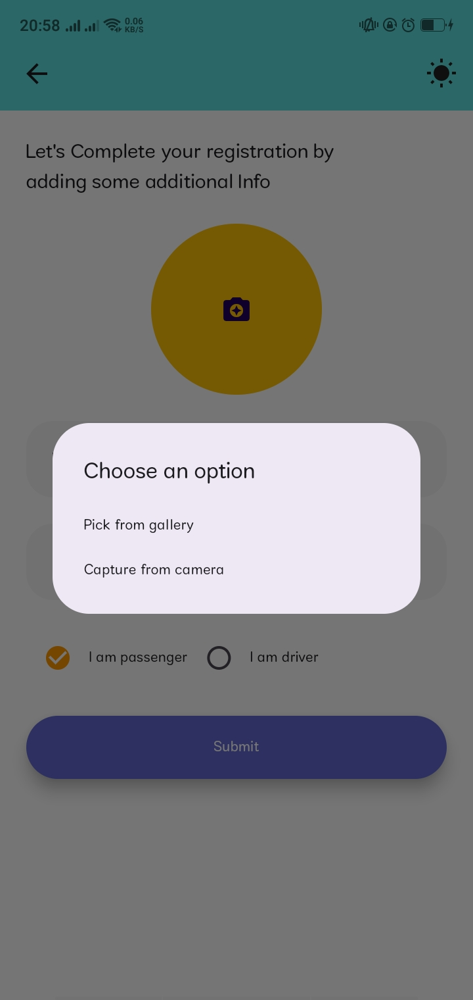 20:58
0.06
KB/S
Let's Complete your registration by
adding some additional Info
Choose an option
Pick from gallery
Capture from camera
I am passenger
I am driver
Submit